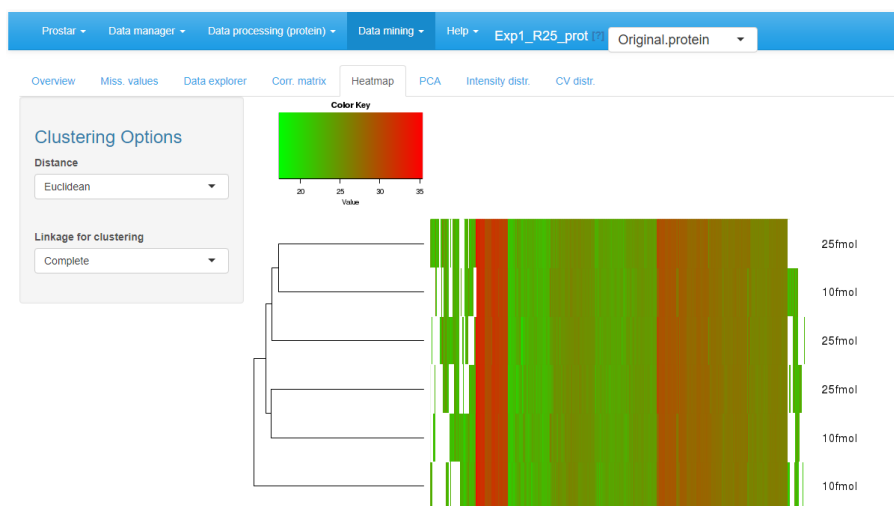 Prostar Data manager Data processing (protein) Data mining Help Exp1_R25_prot [?] Original.protein
Overview Miss. values Data explorer Corr. matrix Heatmap PCA Intensity distr. CV distr.
Color Key
20 25 30 35
Value
Clustering Options
Distance
Euclidean
Linkage for clustering
Complete
25fmol
10fmol
25fmol
25fmol
10fmol
10fmol